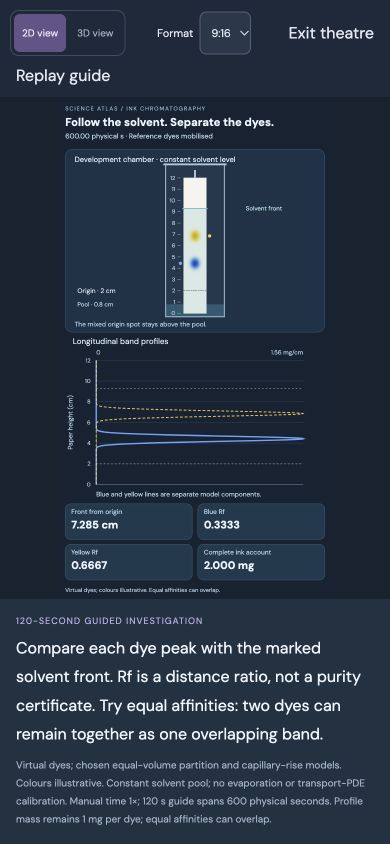 2D view 3D view Format 9:16 Exit theatre
Replay guide
SCIENCE ATLAS / INK CHROMATOGRAPHY
Follow the solvent. Separate the dyes.
600.00 physical s · Reference dyes mobilised
Development chamber · constant solvent level
12
11
10
9
8
7
6
5
4
3
2
1
0
Solvent front
Origin · 2 cm
Pool · 0.8 cm
The mixed origin spot stays above the pool.
Longitudinal band profiles
0 1.56 mg/cm
12
10
8
6
4
2
0
Paper height (cm)
Blue and yellow lines are separate model components.
Front from origin
7.285 cm
Blue Rf
0.3333
Yellow Rf
0.6667
Complete ink account
2.000 mg
Virtual dyes; colours illustrative. Equal affinities can overlap.
120-SECOND GUIDED INVESTIGATION
Compare each dye peak with the marked
solvent front. Rf is a distance ratio, not a purity
certificate. Try equal affinities: two dyes can
remain together as one overlapping band.
Virtual dyes; chosen equal-volume partition and capillary-rise models.
Colours illustrative. Constant solvent pool; no evaporation or transport-PDE
calibration. Manual time 1×; 120 s guide spans 600 physical seconds. Profile
mass remains 1 mg per dye; equal affinities can overlap.